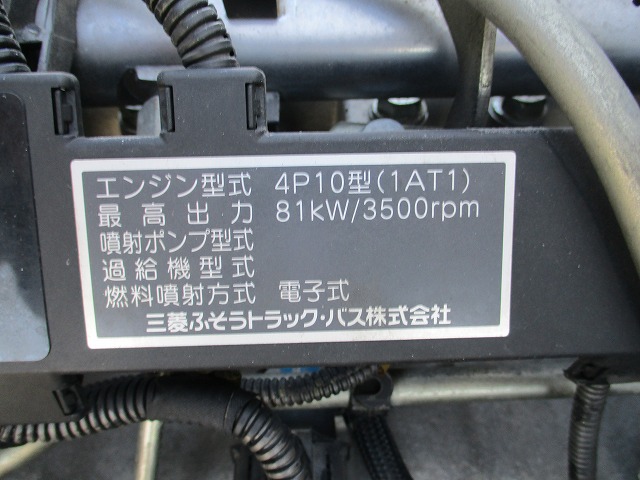 エンジン型式 4P10型(1AT1)
最高出力 81kW/3500rpm
噴射ポンプ型式
過給機型式
燃料噴射方式 電子式
三菱ふそうトラック・バス株式会社